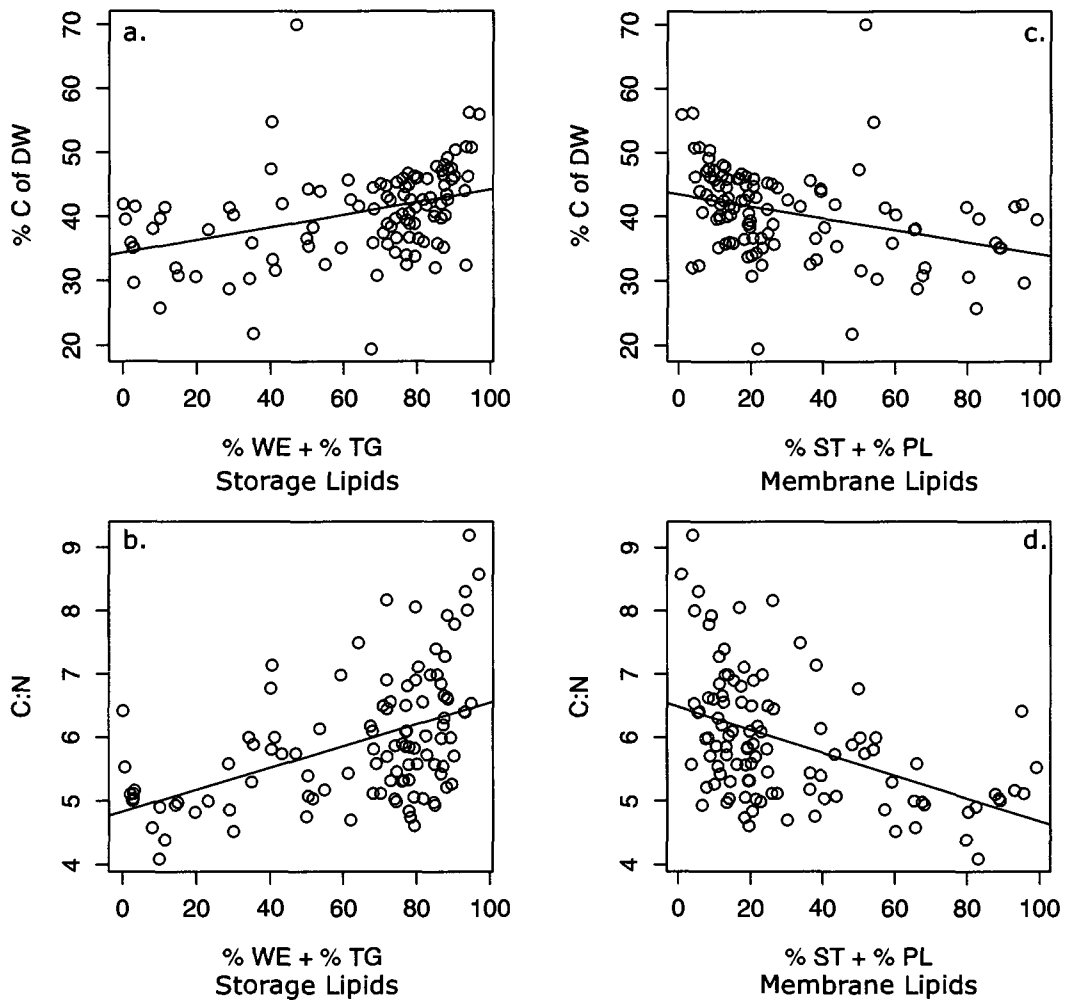 a.
70
60
50
40
30
20
% C of DW
0 20 40 60 80 100
% WE + % TG
Storage Lipids
c.
70
60
50
40
30
20
% C of DW
0 20 40 60 80 100
% ST + % PL
Membrane Lipids
b.
9
8
7
6
5
4
C:N
0 20 40 60 80 100
% WE + % TG
Storage Lipids
d.
9
8
7
6
5
4
C:N
0 20 40 60 80 100
% ST + % PL
Membrane Lipids